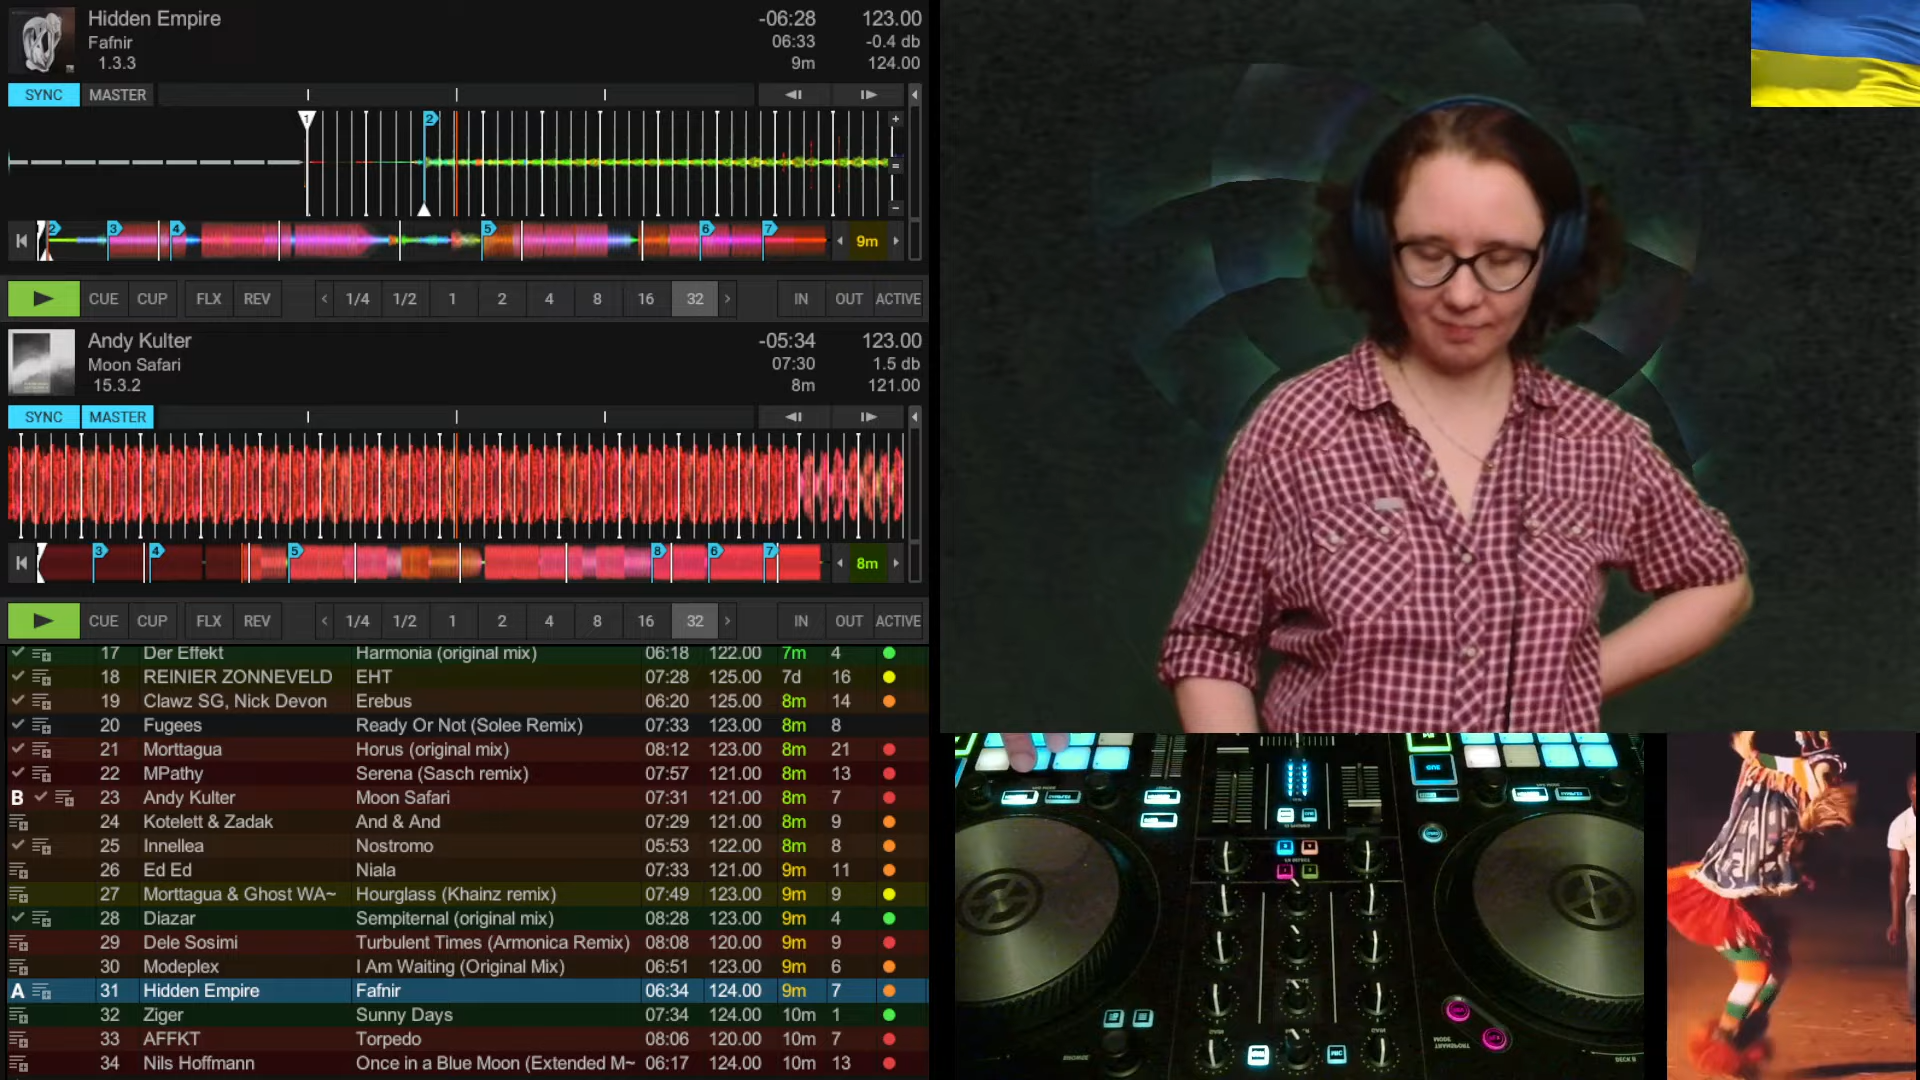 Hidden Empire -06:28 123.00
Fafnir 06:33 -0.4 db
1.3.3 9m 124.00
SYNC MASTER
1 2
2 3 4 5 6 7 9m
CUE CUP FLX REV 1/4 1/2 1 2 4 8 16 32 IN OUT ACTIVE
Andy Kulter -05:34 123.00
Moon Safari 07:30 1.5 db
15.3.2 8m 121.00
SYNC MASTER
3 4 5 8 6 7 8m
CUE CUP FLX REV 1/4 1/2 1 2 4 8 16 32 IN OUT ACTIVE
17 Der Effekt Harmonia (original mix) 06:18 122.00 7m 4
18 REINIER ZONNEVELD EHT 07:28 125.00 7d 16
19 Clawz SG, Nick Devon Erebus 06:20 125.00 8m 14
20 Fugees Ready Or Not (Solee Remix) 07:33 123.00 8m 8
21 Morttagua Horus (original mix) 08:12 123.00 8m 21
22 MPathy Serena (Sasch remix) 07:57 121.00 8m 13
B 23 Andy Kulter Moon Safari 07:31 121.00 8m 7
24 Kotelett & Zadak And & And 07:29 121.00 8m 9
25 Innellea Nostromo 05:53 122.00 8m 8
26 Ed Ed Niala 07:33 121.00 9m 11
27 Morttagua & Ghost WA~ Hourglass (Khainz remix) 07:49 123.00 9m 9
28 Diazar Sempiternal (original mix) 08:28 123.00 9m 4
29 Dele Sosimi Turbulent Times (Armonica Remix) 08:08 120.00 9m 9
30 Modeplex I Am Waiting (Original Mix) 06:51 123.00 9m 6
A 31 Hidden Empire Fafnir 06:34 124.00 9m 7
32 Ziger Sunny Days 07:34 124.00 10m 1
33 AFFKT Torpedo 06:08 120.00 10m 7
34 Nils Hoffmann Once in a Blue Moon (Extended M~ 06:17 124.00 10m 13